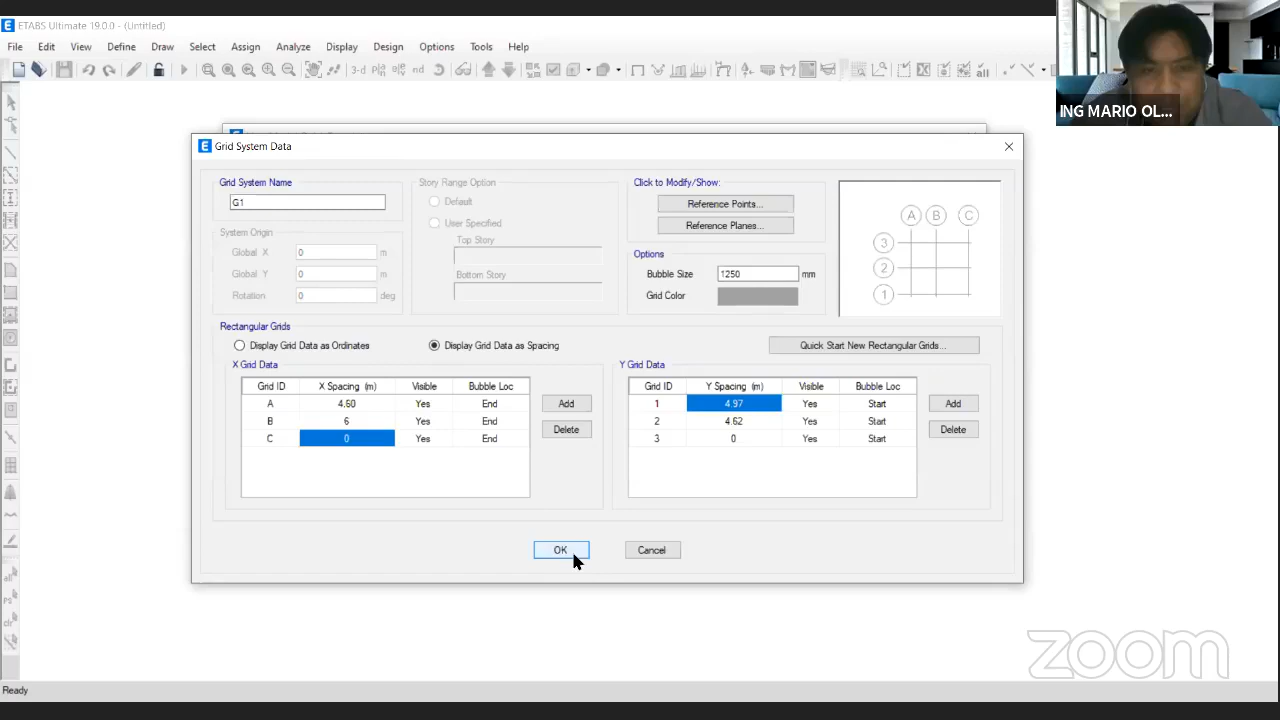 ETABS Ultimate 19.0.0 - (Untitled)
File Edit View Define Draw Select Assign Analyze Display Design Options Tools Help
3-d nd all
ING MARIO OL...
Grid System Data
Grid System Name
G1
Story Range Option
Default
User Specified
Top Story
Bottom Story
Click to Modify/Show:
Reference Points...
Reference Planes...
System Origin
Global X 0 m
Global Y 0 m
Rotation 0 deg
Options
Bubble Size 1250 mm
Grid Color
A B C
3
2
1
Rectangular Grids
Display Grid Data as Ordinates
Display Grid Data as Spacing
Quick Start New Rectangular Grids...
X Grid Data
Grid ID X Spacing (m) Visible Bubble Loc
A 4.60 Yes End
B 6 Yes End
C 0 Yes End
Add
Delete
Y Grid Data
Grid ID Y Spacing (m) Visible Bubble Loc
1 4.97 Yes Start
2 4.62 Yes Start
3 0 Yes Start
Add
Delete
OK
Cancel
all
clr
zoom
Ready